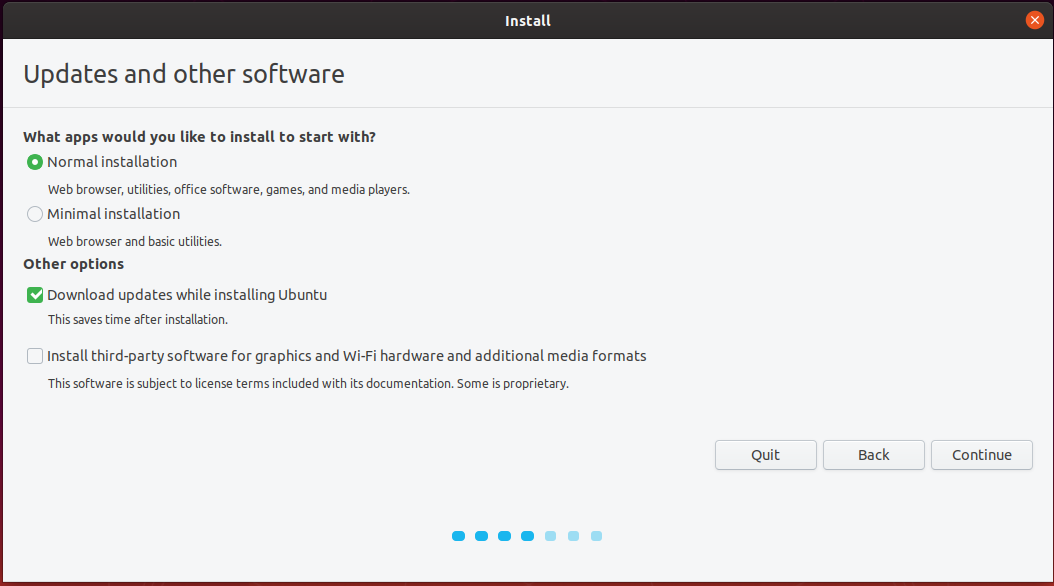 Install
Updates and other software
What apps would you like to install to start with?
Normal installation
Web browser, utilities, office software, games, and media players.
Minimal installation
Web browser and basic utilities.
Other options
Download updates while installing Ubuntu
This saves time after installation.
Install third-party software for graphics and Wi-Fi hardware and additional media formats
This software is subject to license terms included with its documentation. Some is proprietary.
Quit Back Continue